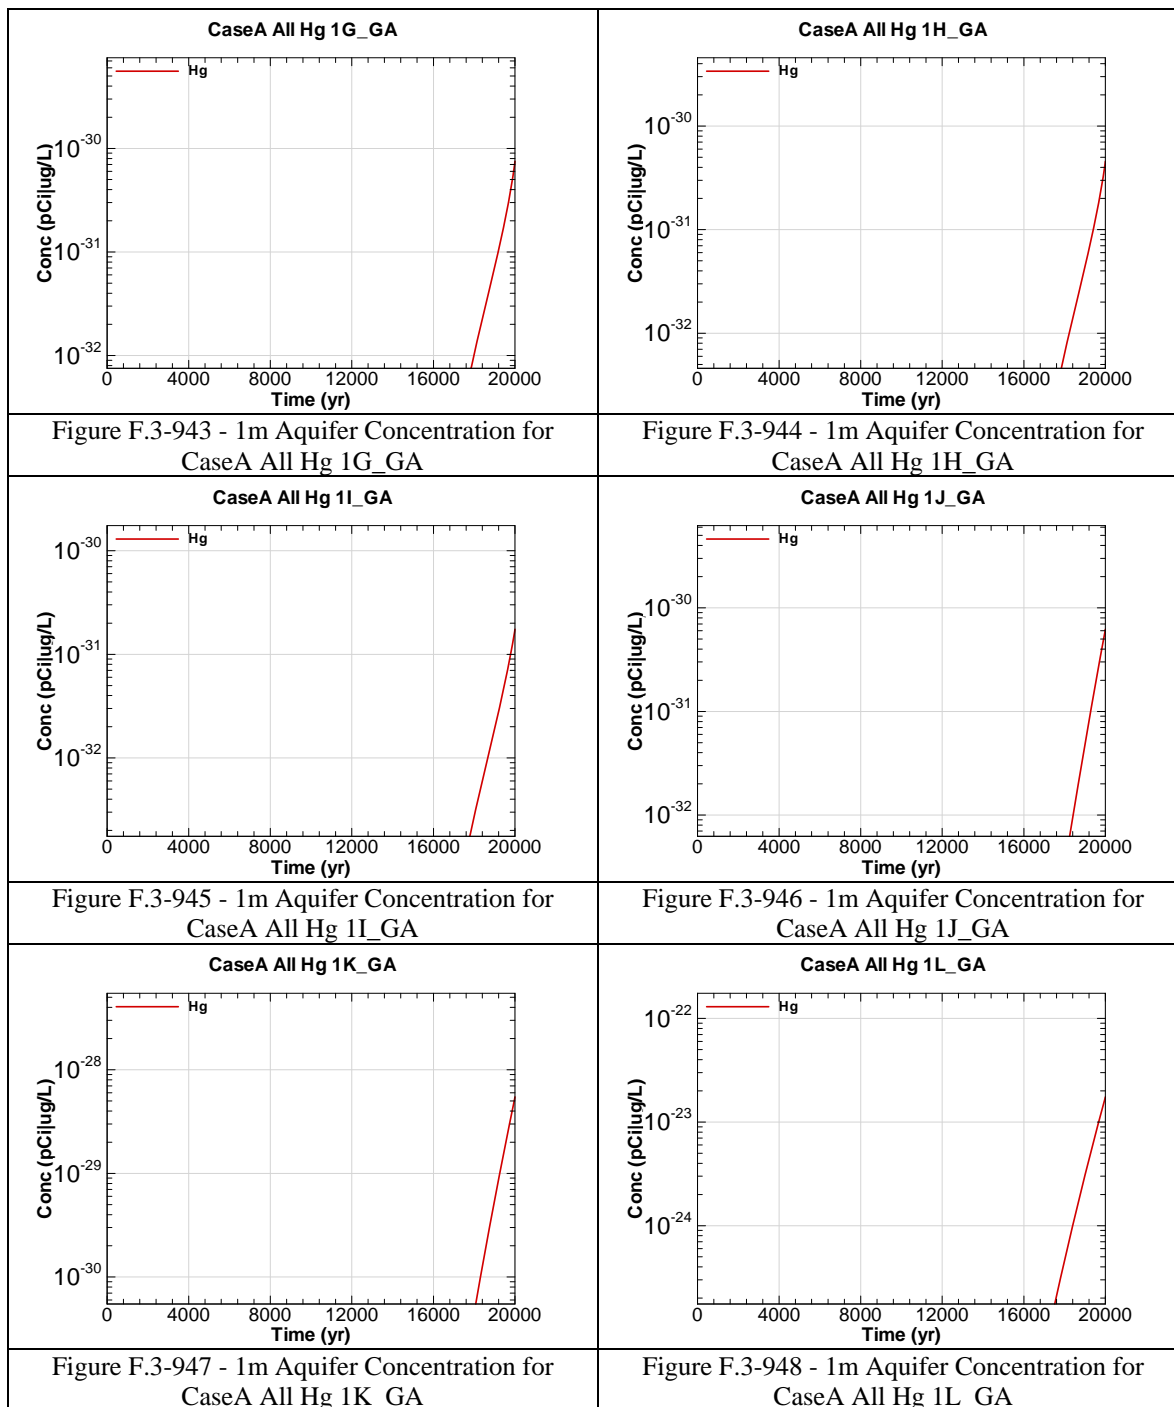 CaseA All Hg 1G_GA
Hg
Conc (pCi|ug/L)
10-30
10-31
10-32
0 4000 8000 12000 16000 20000
Time (yr)
Figure F.3-943 - 1m Aquifer Concentration for
CaseA All Hg 1G_GA
CaseA All Hg 1H_GA
Hg
Conc (pCi|ug/L)
10-30
10-31
10-32
0 4000 8000 12000 16000 20000
Time (yr)
Figure F.3-944 - 1m Aquifer Concentration for
CaseA All Hg 1H_GA
CaseA All Hg 1I_GA
Hg
Conc (pCi|ug/L)
10-30
10-31
10-32
0 4000 8000 12000 16000 20000
Time (yr)
Figure F.3-945 - 1m Aquifer Concentration for
CaseA All Hg 1I_GA
CaseA All Hg 1J_GA
Hg
Conc (pCi|ug/L)
10-30
10-31
10-32
0 4000 8000 12000 16000 20000
Time (yr)
Figure F.3-946 - 1m Aquifer Concentration for
CaseA All Hg 1J_GA
CaseA All Hg 1K_GA
Hg
Conc (pCi|ug/L)
10-28
10-29
10-30
0 4000 8000 12000 16000 20000
Time (yr)
Figure F.3-947 - 1m Aquifer Concentration for
CaseA All Hg 1K_GA
CaseA All Hg 1L_GA
Hg
Conc (pCi|ug/L)
10-22
10-23
10-24
0 4000 8000 12000 16000 20000
Time (yr)
Figure F.3-948 - 1m Aquifer Concentration for
CaseA All Hg 1L_GA